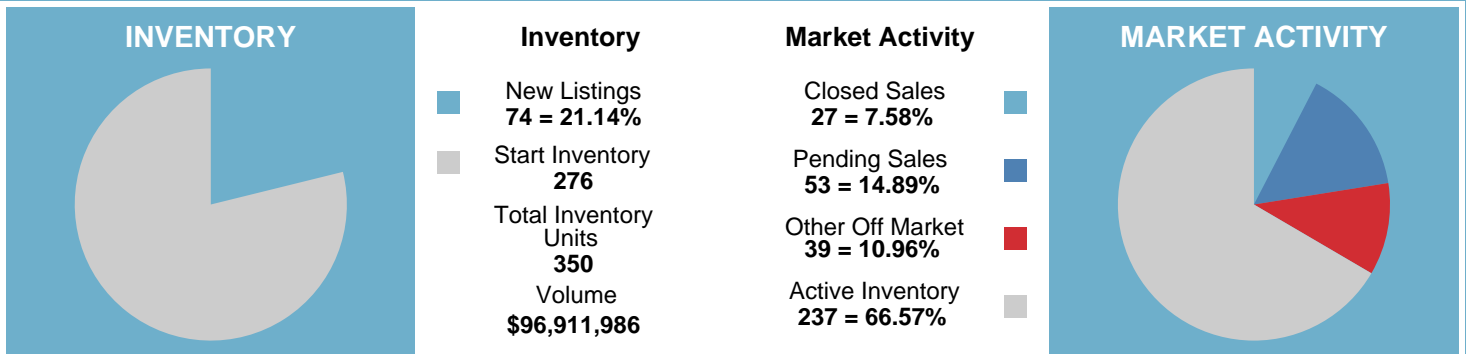 INVENTORY
Inventory
New Listings
74 = 21.14%
Start Inventory
276
Total Inventory
Units
350
Volume
$96,911,986
Market Activity
Closed Sales
27 = 7.58%
Pending Sales
53 = 14.89%
Other Off Market
39 = 10.96%
Active Inventory
237 = 66.57%
MARKET ACTIVITY